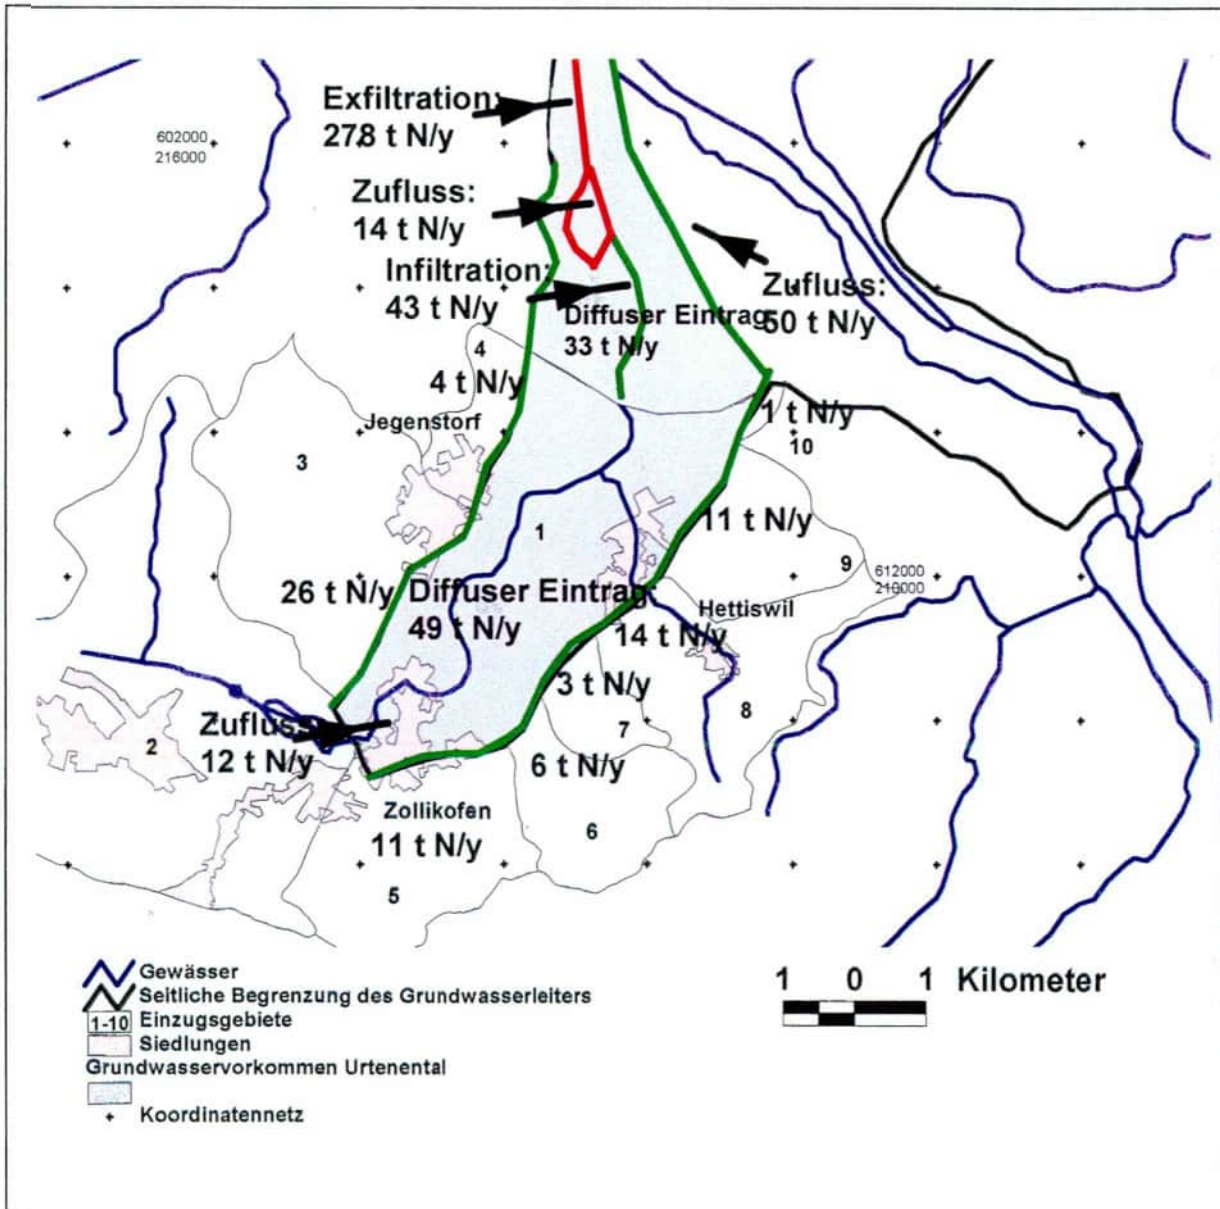 Exfiltration:
278 t N/y
602000
216000
Zufluss:
14 t N/y
Infiltration:
43 t N/y
Zufluss:
50 t N/y
Diffuser Eintrag
33 t N/y
4
4 t N/y
Jegenstorf
1 t N/y
10
3
11 t N/y
1
9
612000
210000
26 t N/y
Diffuser Eintrag:
49 t N/y
Hettiswil
14 t N/y
3 t N/y
8
7
Zufluss
12 t N/y
2
6 t N/y
Zollikofen
11 t N/y
6
5
Gewässer
Seitliche Begrenzung des Grundwasserleiters
1-10 Einzugsgebiete
Siedlungen
Grundwasservorkommen Urtenental
Koordinatennetz
1 0 1 Kilometer